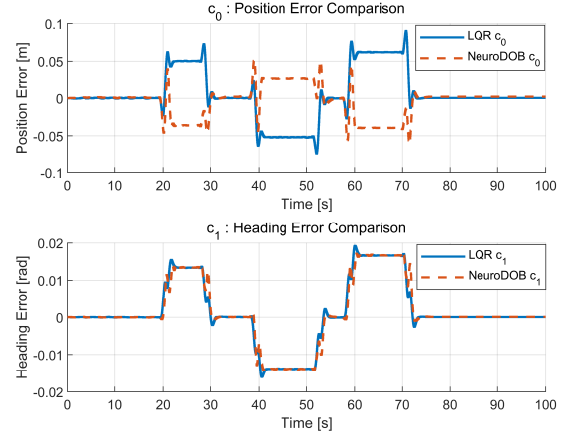 c0 : Position Error Comparison
Position Error [m]
0.1
0.05
0
-0.05
-0.1
LQR c0
NeuroDOB c0
0 10 20 30 40 50 60 70 80 90 100
Time [s]
c1 : Heading Error Comparison
Heading Error [rad]
0.02
0.01
0
-0.01
-0.02
LQR c1
NeuroDOB c1
0 10 20 30 40 50 60 70 80 90 100
Time [s]